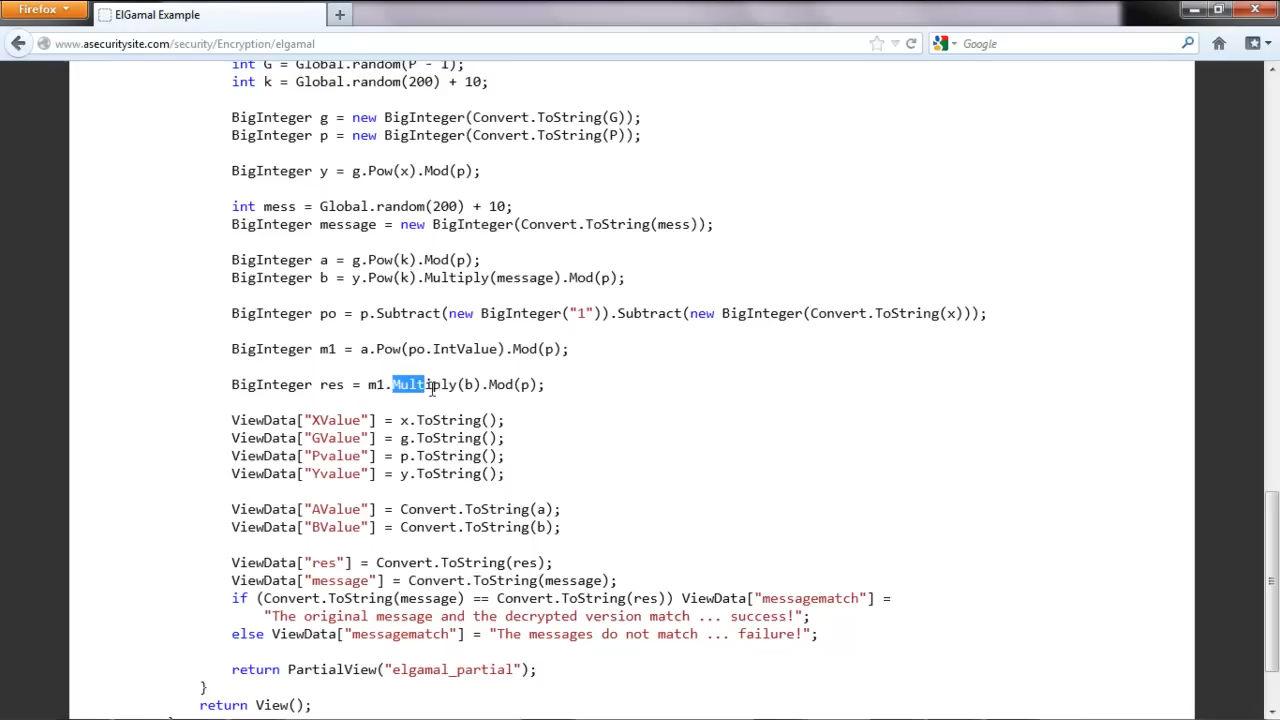 Firefox
ElGamal Example
www.asecuritysite.com/security/Encryption/elgamal
Google
int G = Global.random(P - 1);
int k = Global.random(200) + 10;
BigInteger g = new BigInteger(Convert.ToString(G));
BigInteger p = new BigInteger(Convert.ToString(P));
BigInteger y = g.Pow(x).Mod(p);
int mess = Global.random(200) + 10;
BigInteger message = new BigInteger(Convert.ToString(mess));
BigInteger a = g.Pow(k).Mod(p);
BigInteger b = y.Pow(k).Multiply(message).Mod(p);
BigInteger po = p.Subtract(new BigInteger("1")).Subtract(new BigInteger(Convert.ToString(x)));
BigInteger m1 = a.Pow(po.IntValue).Mod(p);
BigInteger res = m1.Multiply(b).Mod(p);
ViewData["XValue"] = x.ToString();
ViewData["GValue"] = g.ToString();
ViewData["Pvalue"] = p.ToString();
ViewData["Yvalue"] = y.ToString();
ViewData["AValue"] = Convert.ToString(a);
ViewData["BValue"] = Convert.ToString(b);
ViewData["res"] = Convert.ToString(res);
ViewData["message"] = Convert.ToString(message);
if (Convert.ToString(message) == Convert.ToString(res)) ViewData["messagematch"] =
"The original message and the decrypted version match ... success!";
else ViewData["messagematch"] = "The messages do not match ... failure!";
return PartialView("elgamal_partial");
}
return View();